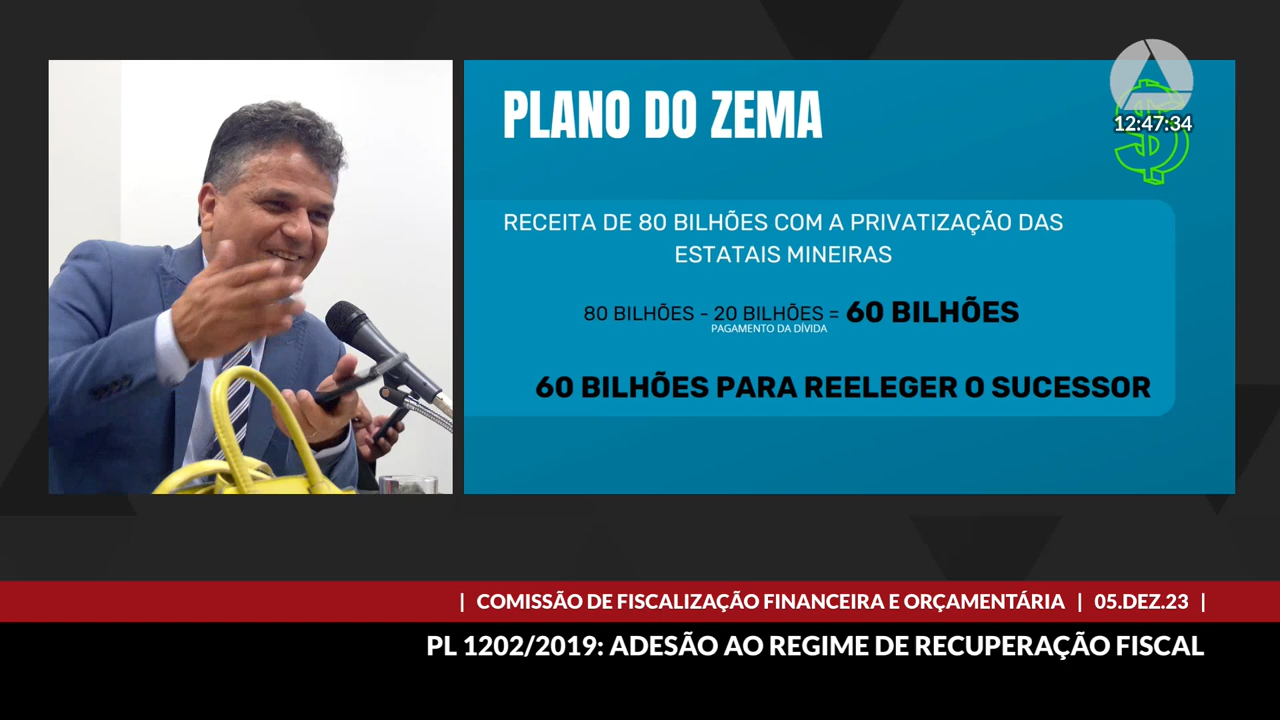 12:47:34
PLANO DO ZEMA
RECEITA DE 80 BILHÕES COM A PRIVATIZAÇÃO DAS
ESTATAIS MINEIRAS
80 BILHÕES - 20 BILHÕES = 60 BILHÕES
PAGAMENTO DA DÍVIDA
60 BILHÕES PARA REELEGER O SUCESSOR
| COMISSÃO DE FISCALIZAÇÃO FINANCEIRA E ORÇAMENTÁRIA | 05.DEZ.23 |
PL 1202/2019: ADESÃO AO REGIME DE RECUPERAÇÃO FISCAL